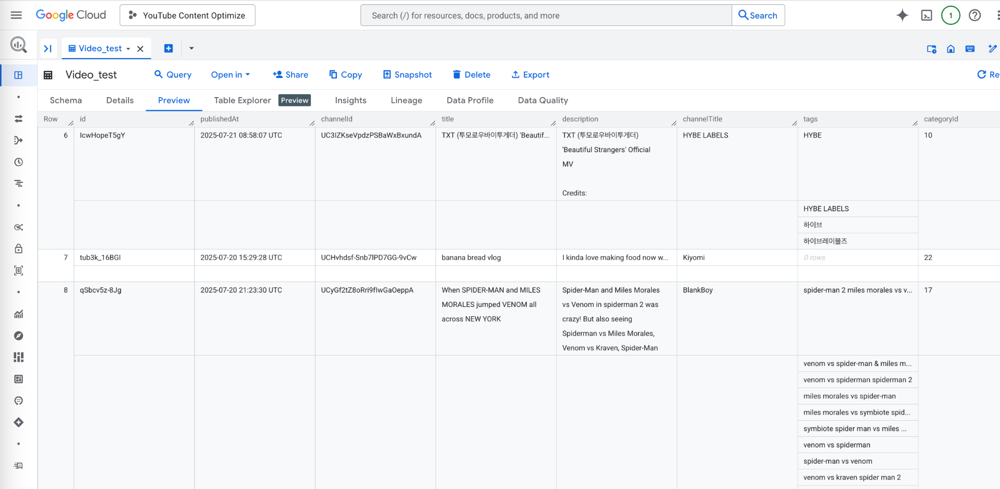 Google Cloud
YouTube Content Optimize
Search (/) for resources, docs, products, and more
Search
1
Video_test
Video_test
Query
Open in
Share
Copy
Snapshot
Delete
Export
Schema
Details
Preview
Table Explorer
Preview
Insights
Lineage
Data Profile
Data Quality
Row
id
publishedAt
channelId
title
description
channelTitle
tags
categoryId
6
IcwHopeT5gY
2025-07-21 08:58:07 UTC
UC3IZKseVpdzPSBaWxBxundA
TXT (투모로우바이투게더) 'Beautif...
TXT (투모로우바이투게더)
'Beautiful Strangers' Official
MV
Credits:
HYBE LABELS
HYBE
10
HYBE LABELS
하이브
하이브레이블즈
7
tub3k_16BGI
2025-07-20 15:29:28 UTC
UCHvhdsf-Snb7lPD7GG-9vCw
banana bread vlog
I kinda love making food now w...
Kiyomi
0 rows
22
8
qSbcv5z-8Jg
2025-07-20 21:23:30 UTC
UCyGf2tZ8oRri9fIwGaOeppA
When SPIDER-MAN and MILES
MORALES jumped VENOM all
across NEW YORK
Spider-Man and Miles Morales
vs Venom in spiderman 2 was
crazy! But also seeing
Spiderman vs Miles Morales,
Venom vs Kraven, Spider-Man
BlankBoy
spider-man 2 miles morales vs v...
17
venom vs spider-man & miles m...
venom vs spiderman spiderman 2
miles morales vs spider-man
miles morales vs symbiote spid...
symbiote spider man vs miles ...
venom vs spiderman
spider-man vs venom
venom vs kraven spider man 2